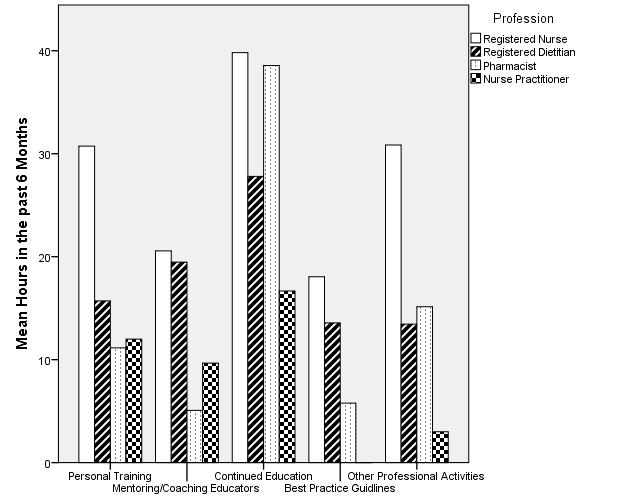 Profession
Registered Nurse
Registered Dietitian
Pharmacist
Nurse Practitioner
Mean Hours in the past 6 Months
40
30
20
10
0
Personal Training
Mentoring/Coaching Educators
Continued Education
Best Practice Guidlines
Other Professional Activities